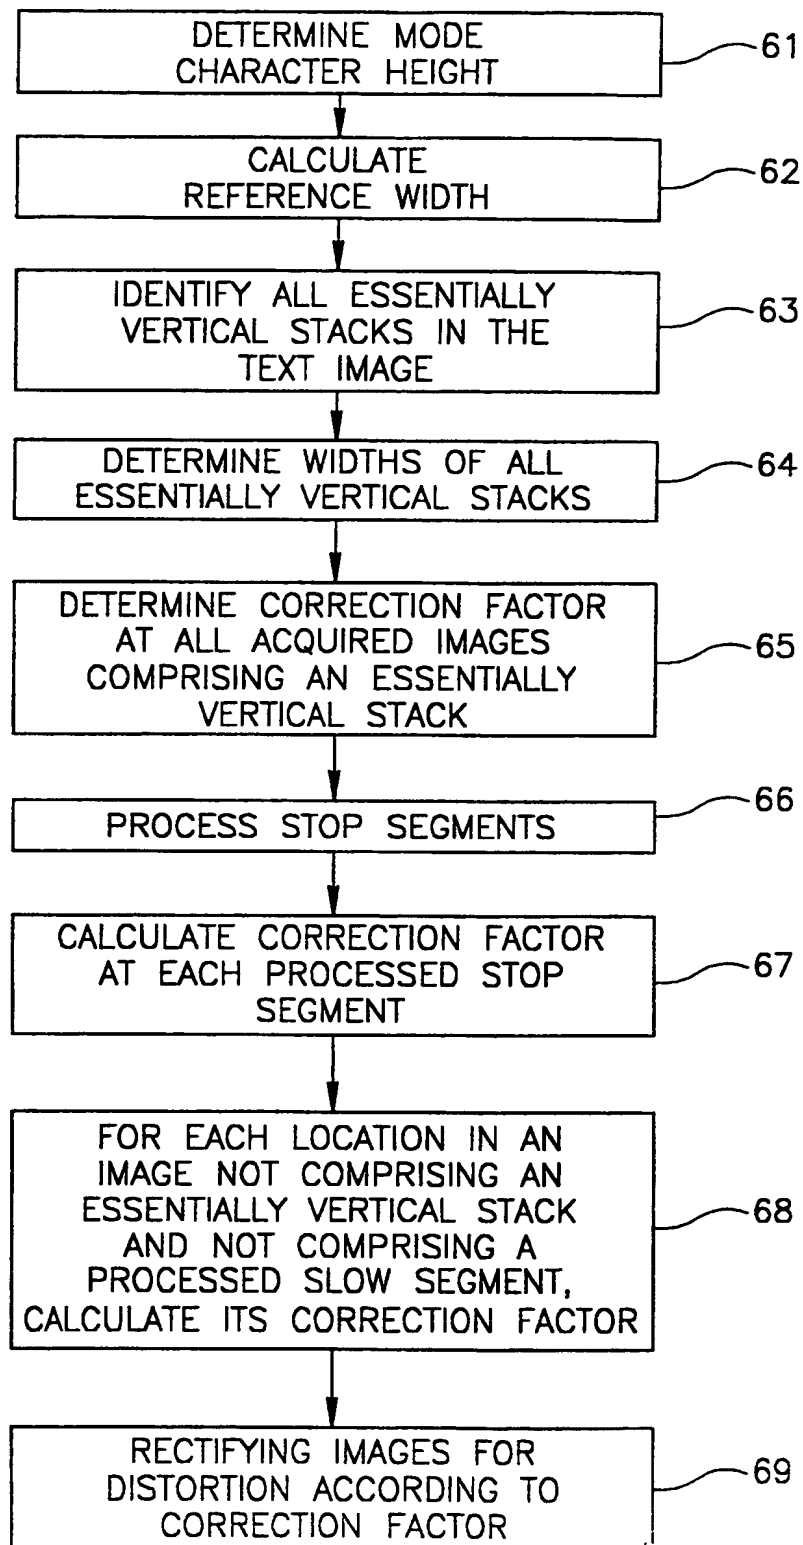 DETERMINE MODE
CHARACTER HEIGHT
61
CALCULATE
REFERENCE WIDTH
62
IDENTIFY ALL ESSENTIALLY
VERTICAL STACKS IN THE
TEXT IMAGE
63
DETERMINE WIDTHS OF ALL
ESSENTIALLY VERTICAL STACKS
64
DETERMINE CORRECTION FACTOR
AT ALL ACQUIRED IMAGES
COMPRISING AN ESSENTIALLY
VERTICAL STACK
65
PROCESS STOP SEGMENTS
66
CALCULATE CORRECTION FACTOR
AT EACH PROCESSED STOP
SEGMENT
67
FOR EACH LOCATION IN AN
IMAGE NOT COMPRISING AN
ESSENTIALLY VERTICAL STACK
AND NOT COMPRISING A
PROCESSED SLOW SEGMENT,
CALCULATE ITS CORRECTION FACTOR
68
RECTIFYING IMAGES FOR
DISTORTION ACCORDING TO
CORRECTION FACTOR
69